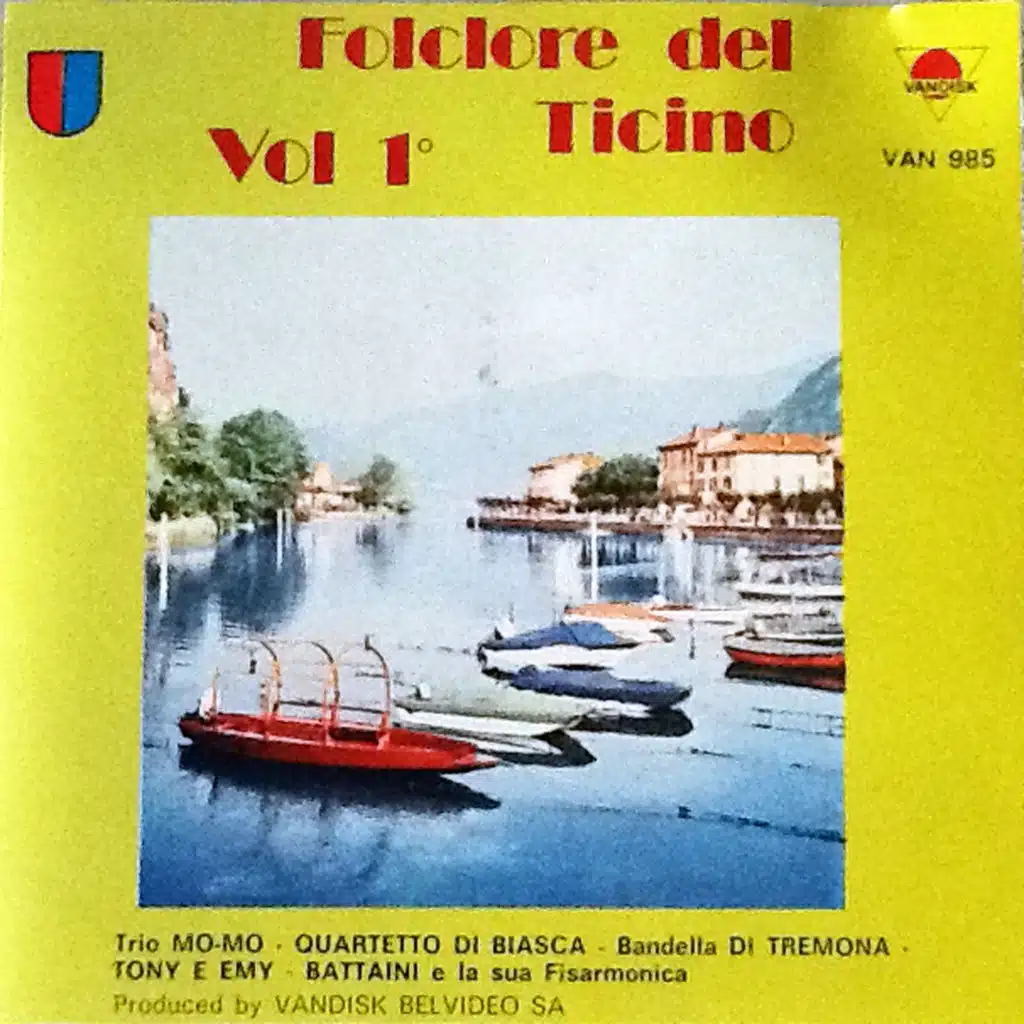 Folclore del
Ticino
Vol 1°
VANDISK
VAN 985
Trio MO-MO - QUARTETTO DI BIASCA - Bandella DI TREMONA -
TONY E EMY - BATTAINI e la sua Fisarmonica
Produced by VANDISK BELVIDEO SA